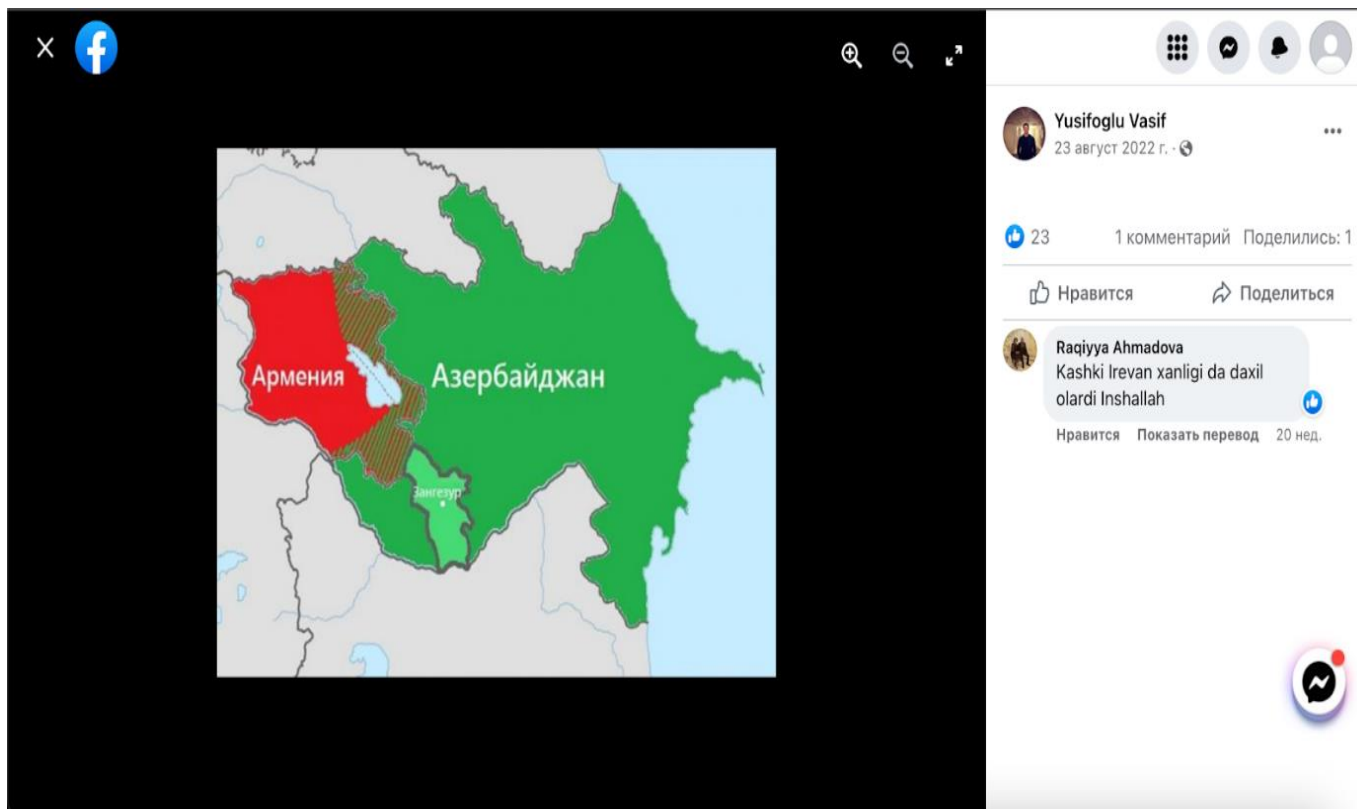 Yusifoglu Vasif
23 август 2022 г. ·
23
1 комментарий Поделились: 1
Нравится
Поделиться
Армения
Азербайджан
Зангезур
Raqiyya Ahmadova
Kashki Irevan xanligi da daxil
olardi Inshallah
Нравится Показать перевод 20 нед.